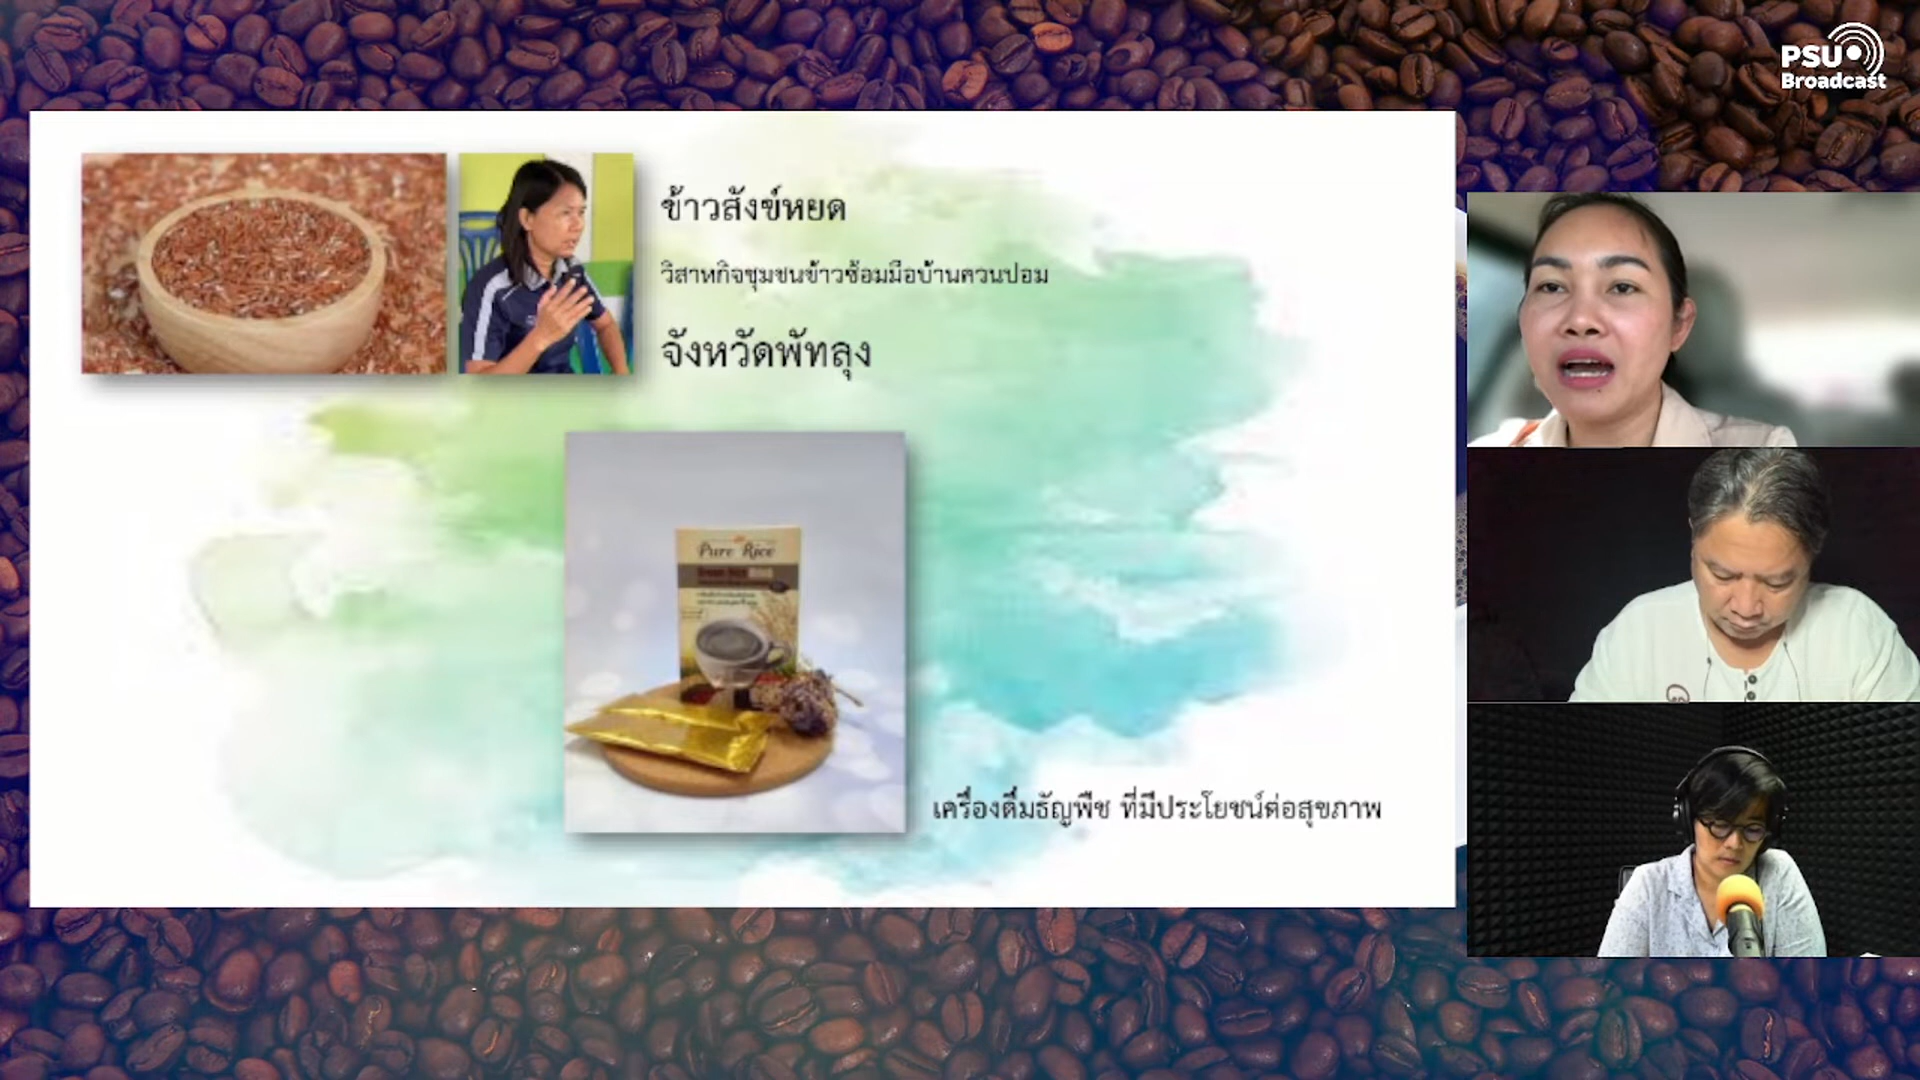 PSU
Broadcast
ข้าวสังข์หยด
วิสาหกิจชุมชนข้าวซ้อมมือบ้านควนปอม
จังหวัดพัทลุง
Pure Rice
เครื่องดื่มธัญพืช ที่มีประโยชน์ต่อสุขภาพ